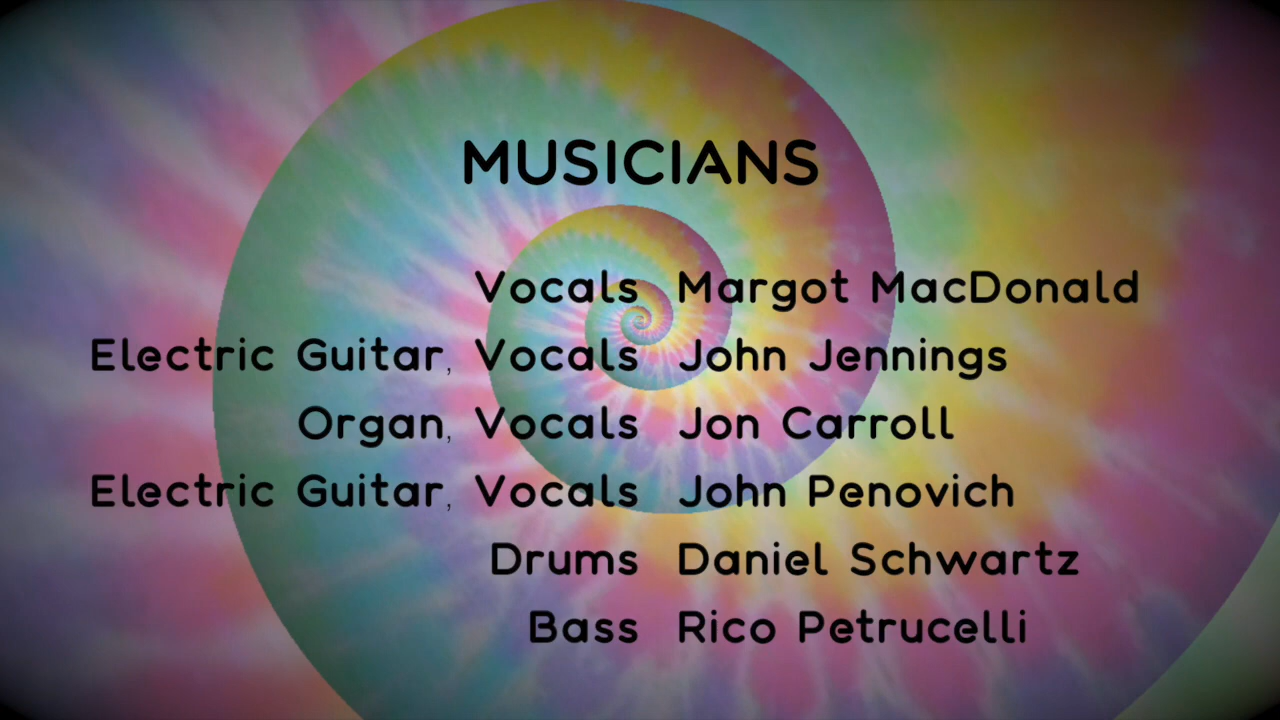 MUSICIANS
Vocals Margot MacDonald
Electric Guitar, Vocals John Jennings
Organ, Vocals Jon Carroll
Electric Guitar, Vocals John Penovich
Drums Daniel Schwartz
Bass Rico Petrucelli